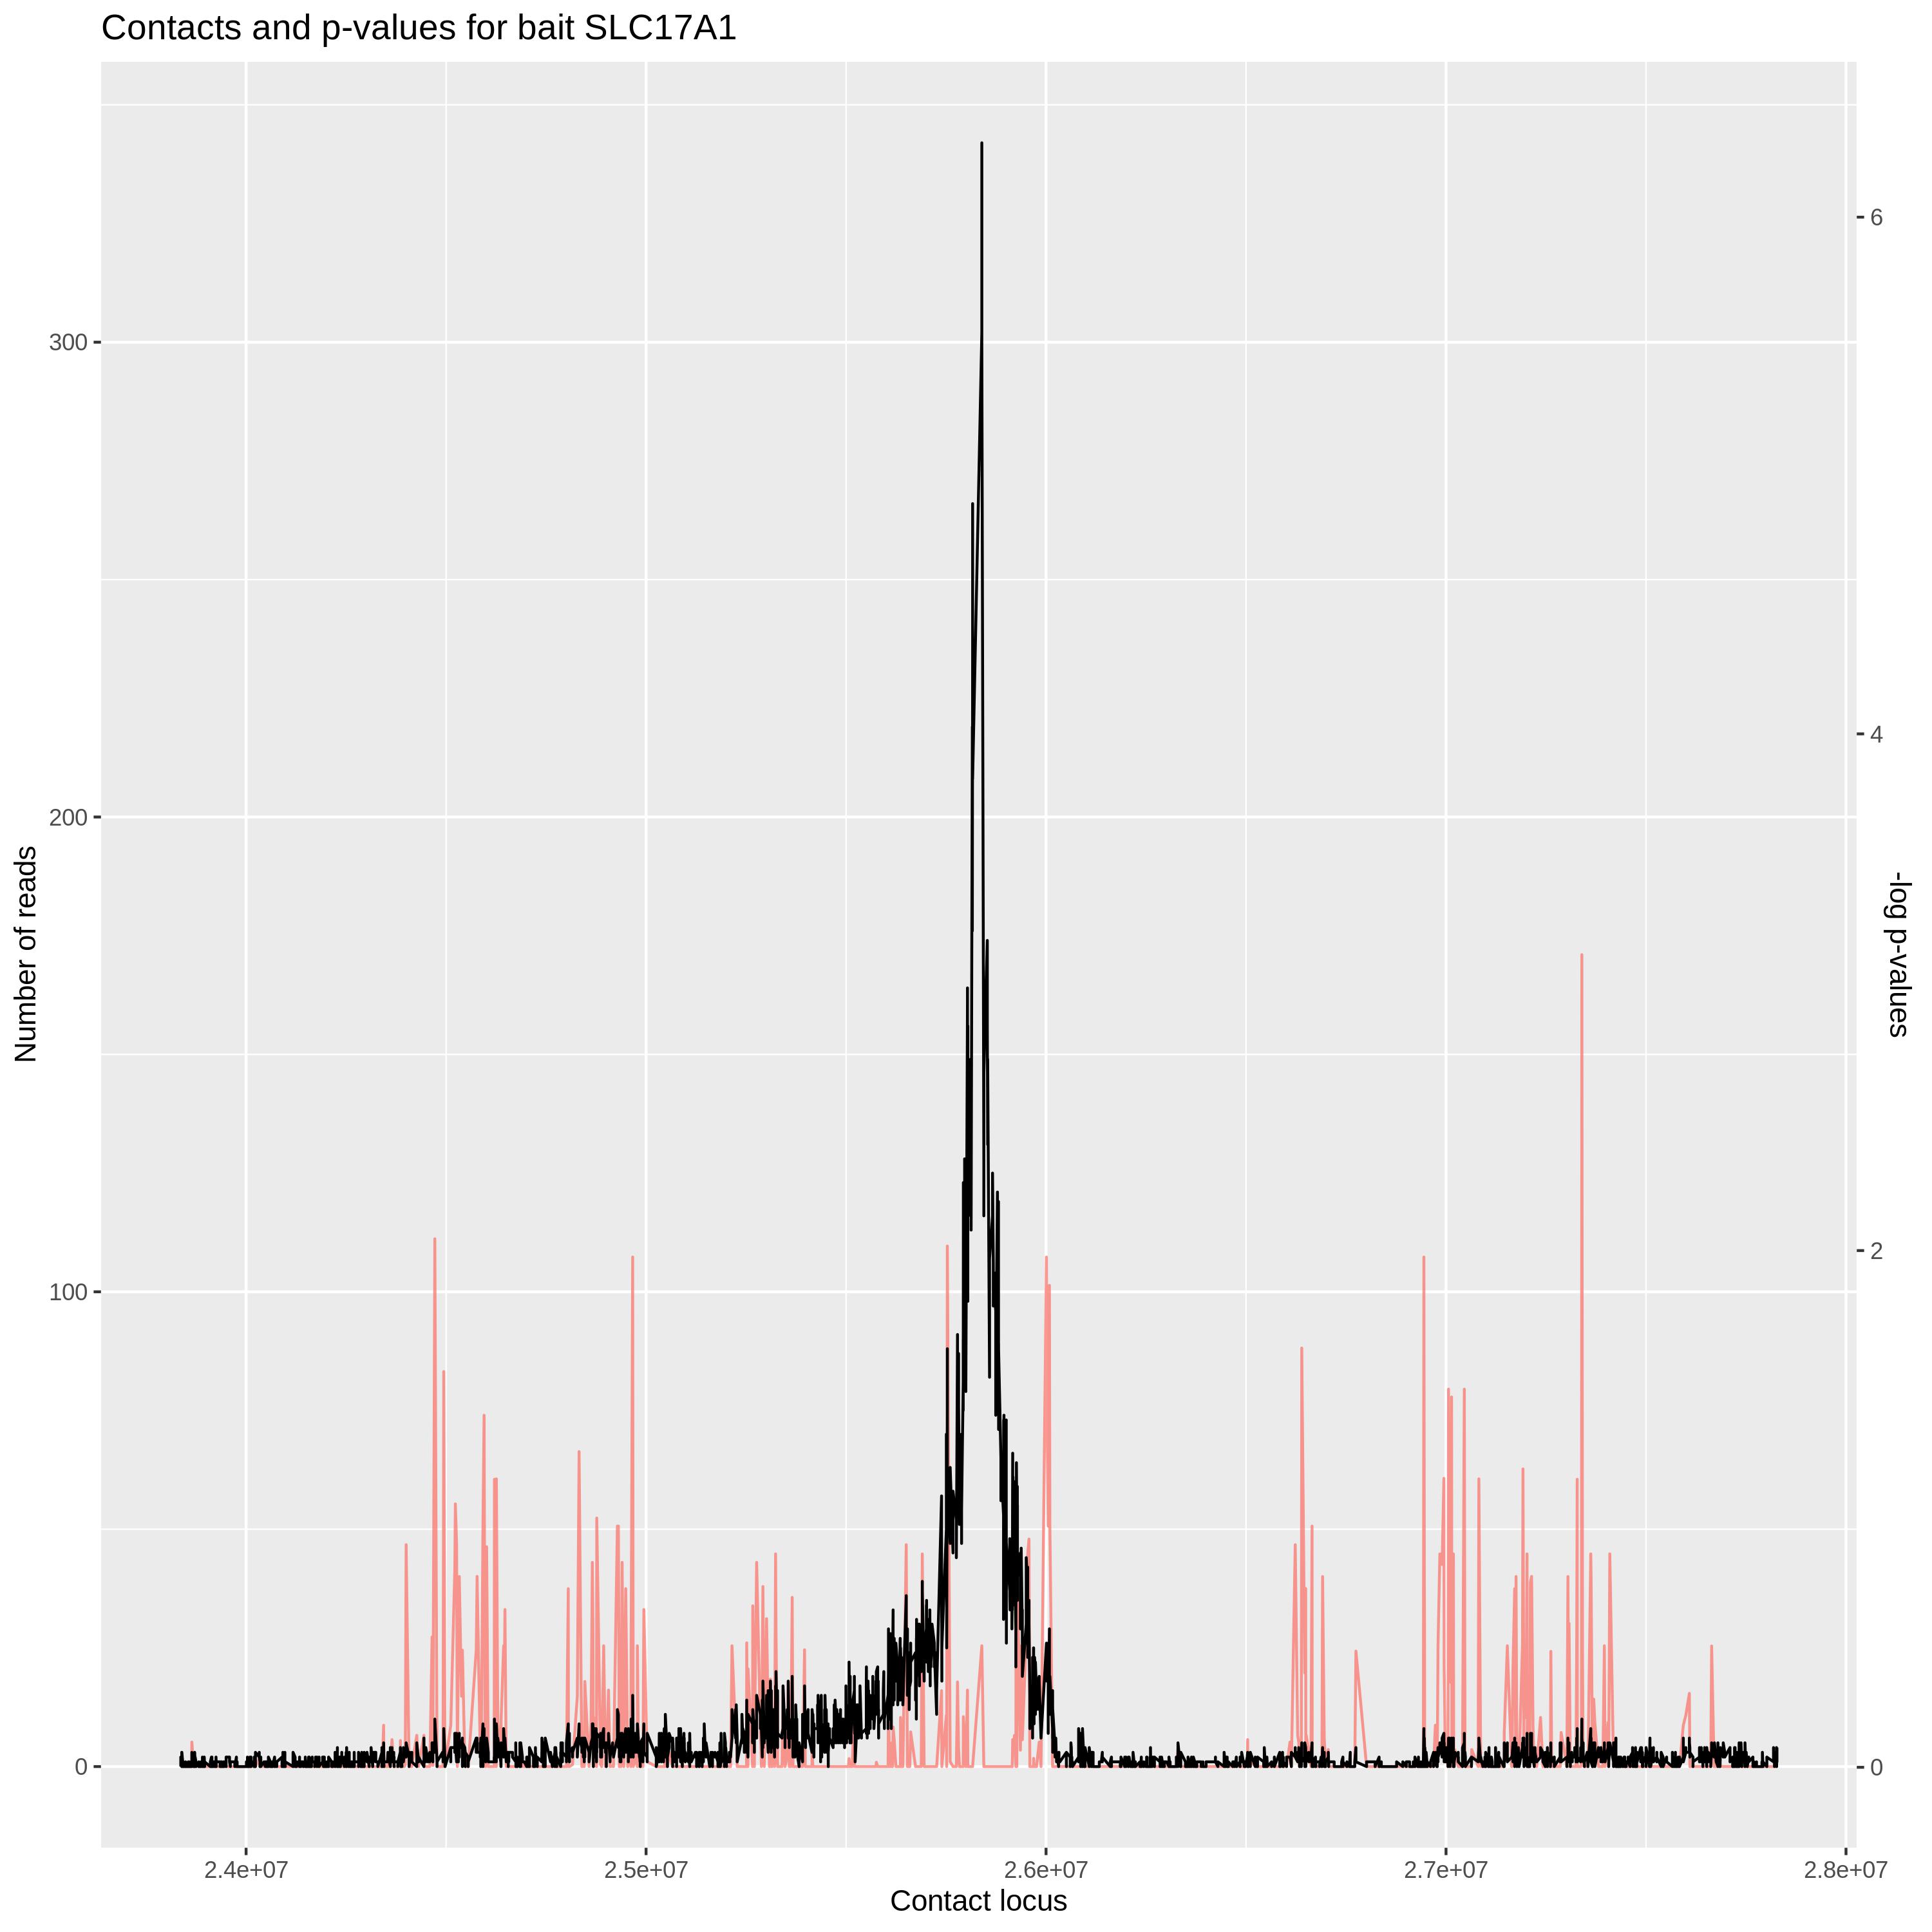 Contacts and p-values for bait SLC17A1
Number of reads
300
200
100
0
6
4
2
0
-log p-values
2.4e+07 2.5e+07 2.6e+07 2.7e+07 2.8e+07
Contact locus